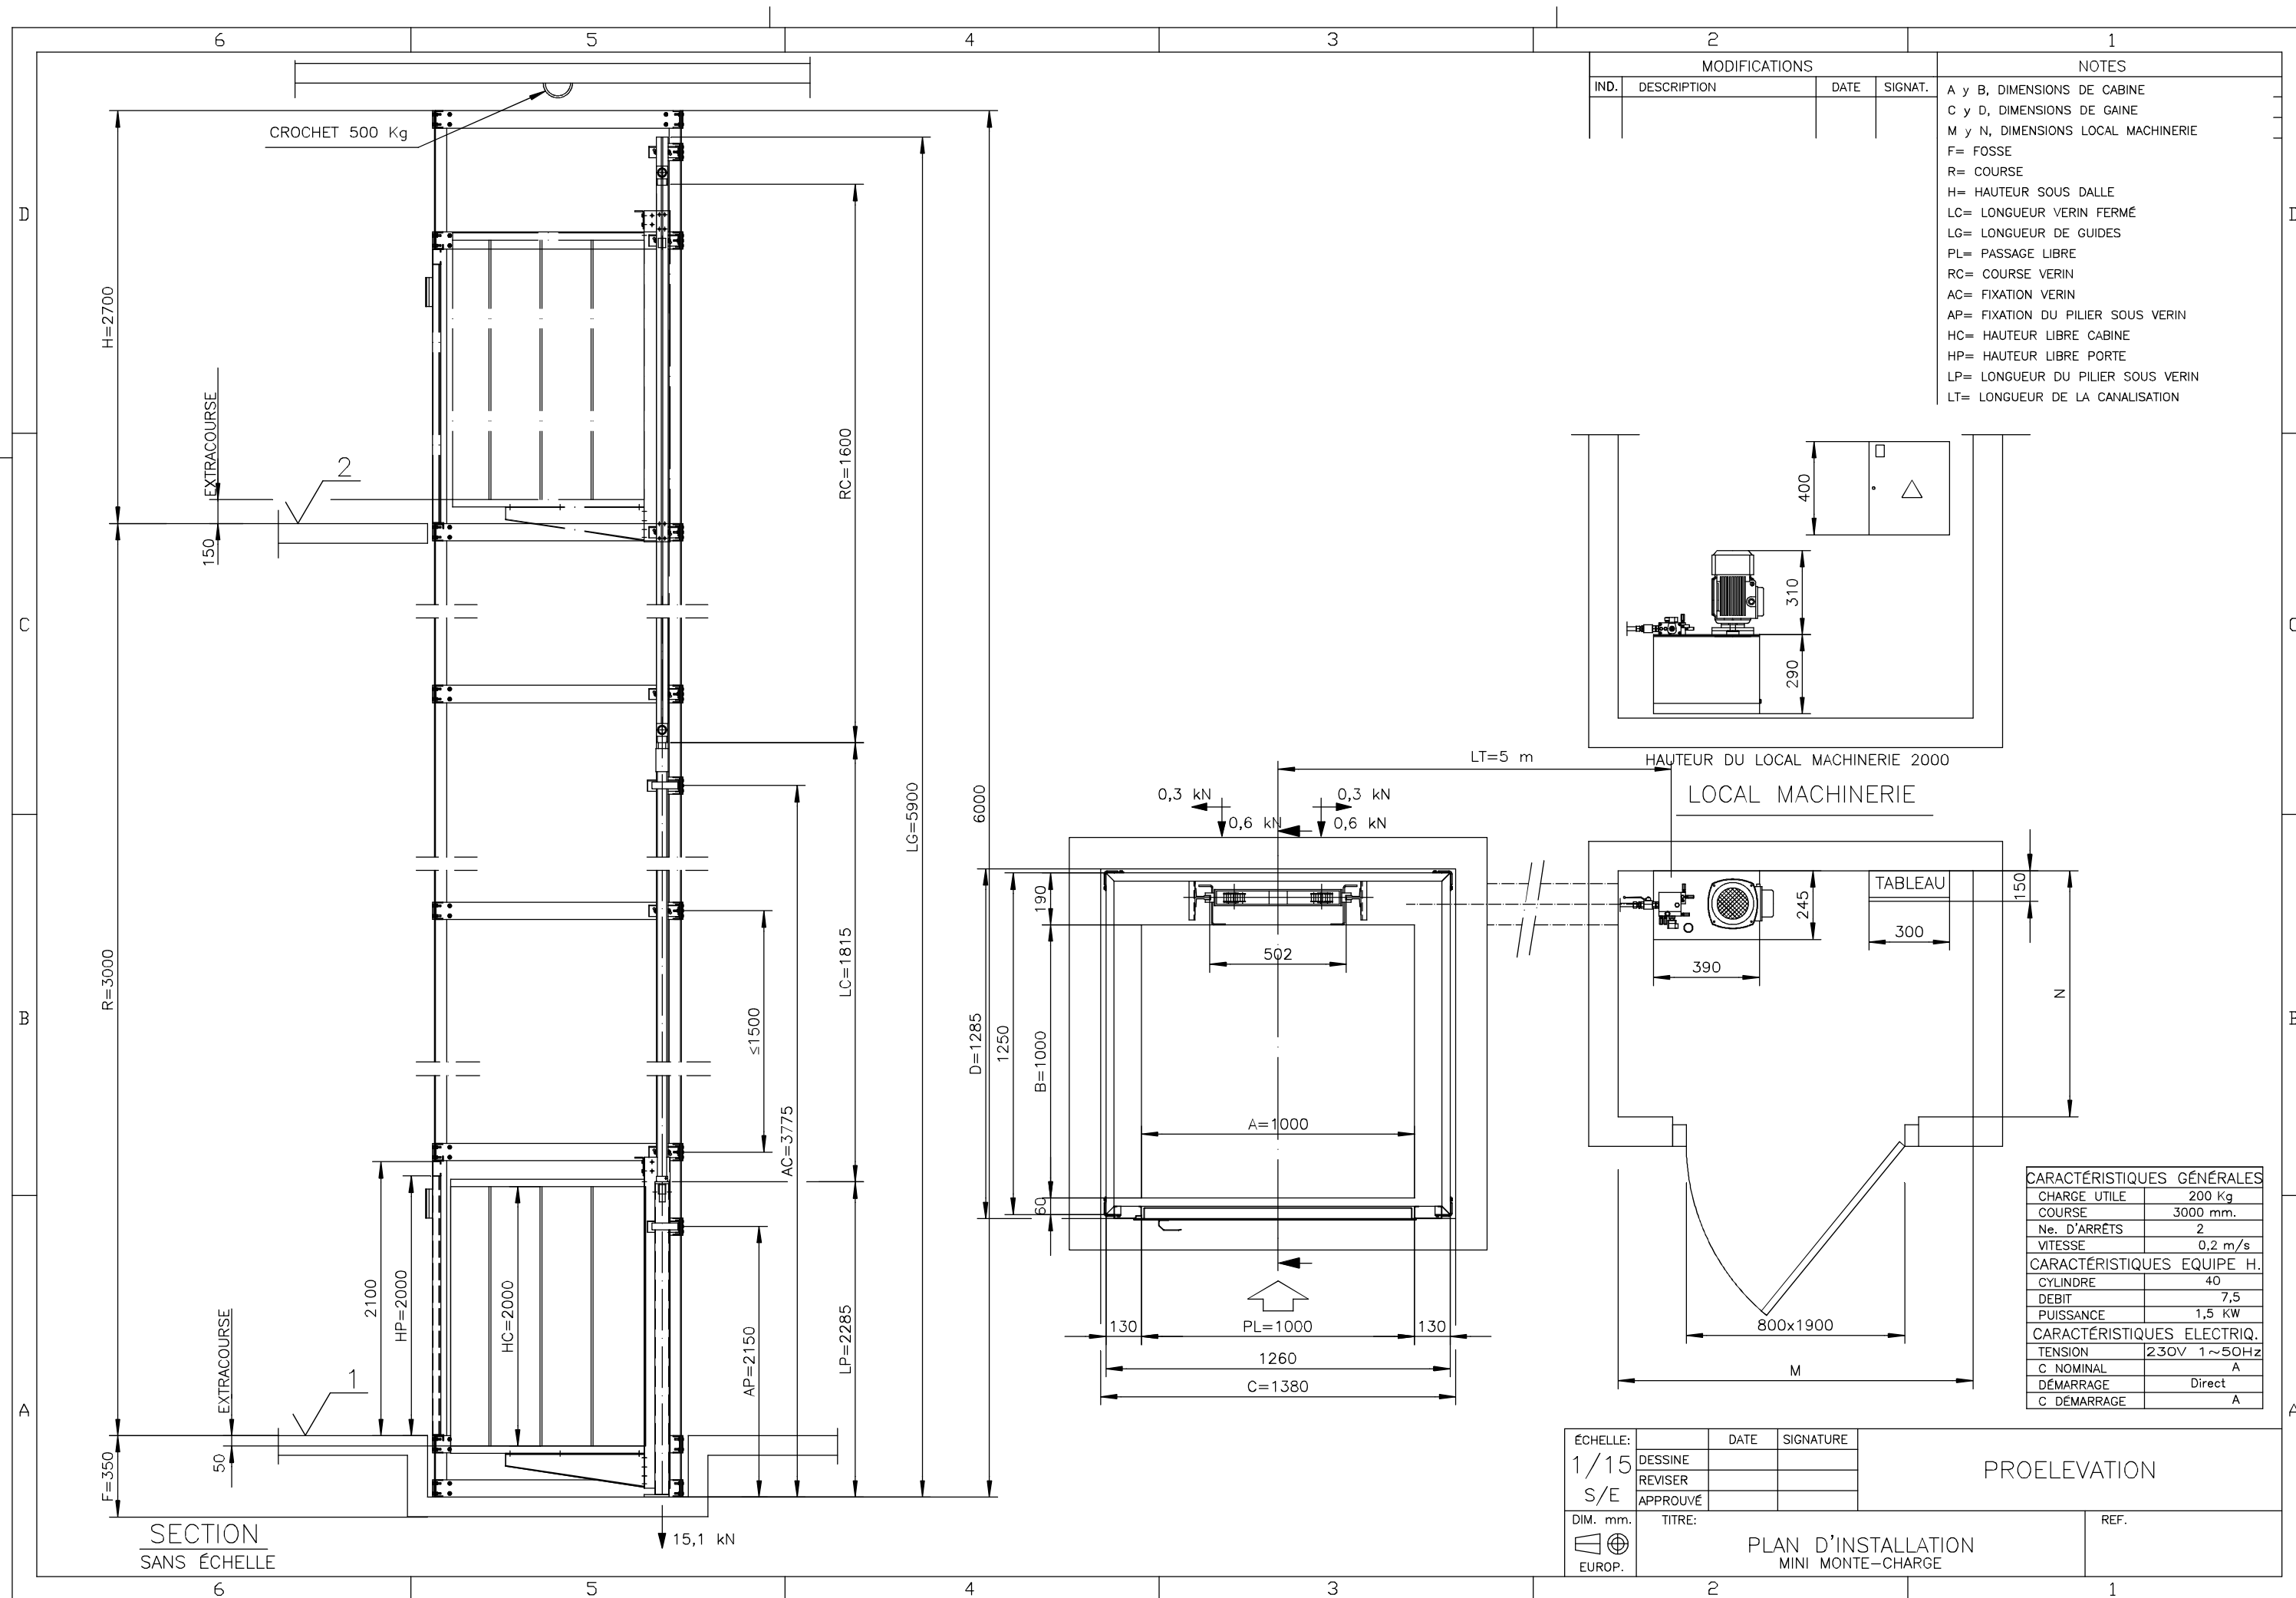 6 5 4 3 2 1
D
C
B
A
MODIFICATIONS
IND. DESCRIPTION DATE SIGNAT.
NOTES
A y B, DIMENSIONS DE CABINE
C y D, DIMENSIONS DE GAINE
M y N, DIMENSIONS LOCAL MACHINERIE
F= FOSSE
R= COURSE
H= HAUTEUR SOUS DALLE
LC= LONGUEUR VERIN FERMÉ
LG= LONGUEUR DE GUIDES
PL= PASSAGE LIBRE
RC= COURSE VERIN
AC= FIXATION VERIN
AP= FIXATION DU PILIER SOUS VERIN
HC= HAUTEUR LIBRE CABINE
HP= HAUTEUR LIBRE PORTE
LP= LONGUEUR DU PILIER SOUS VERIN
LT= LONGUEUR DE LA CANALISATION
CROCHET 500 Kg
H=2700
EXTRACOURSE
150
2
RC=1600
LG=5900
6000
R=3000
LC=1815
≤1500
AC=3775
2100
HP=2000
HC=2000
AP=2150
LP=2285
EXTRACOURSE
50
1
F=350
15,1 kN
SECTION
SANS ÉCHELLE
LT=5 m
0,3 kN
0,3 kN
0,6 kN
0,6 kN
190
502
D=1285
1250
B=1000
A=1000
60
130
PL=1000
130
1260
C=1380
400
310
290
HAUTEUR DU LOCAL MACHINERIE 2000
LOCAL MACHINERIE
TABLEAU
150
245
300
390
N
800x1900
M
CARACTÉRISTIQUES GÉNÉRALES
CHARGE UTILE 200 Kg
COURSE 3000 mm.
Ne. D'ARRÊTS 2
VITESSE 0,2 m/s
CARACTÉRISTIQUES EQUIPE H.
CYLINDRE 40
DEBIT 7,5
PUISSANCE 1,5 KW
CARACTÉRISTIQUES ELECTRIQ.
TENSION 230V 1~50Hz
C NOMINAL A
DÉMARRAGE Direct
C DÉMARRAGE A
ÉCHELLE:
1/15
S/E
DATE SIGNATURE
DESSINE
REVISER
APPROUVÉ
PROELEVATION
DIM. mm.
EUROP.
TITRE:
PLAN D'INSTALLATION
MINI MONTE-CHARGE
REF.
D
C
B
A
6 5 4 3 2 1